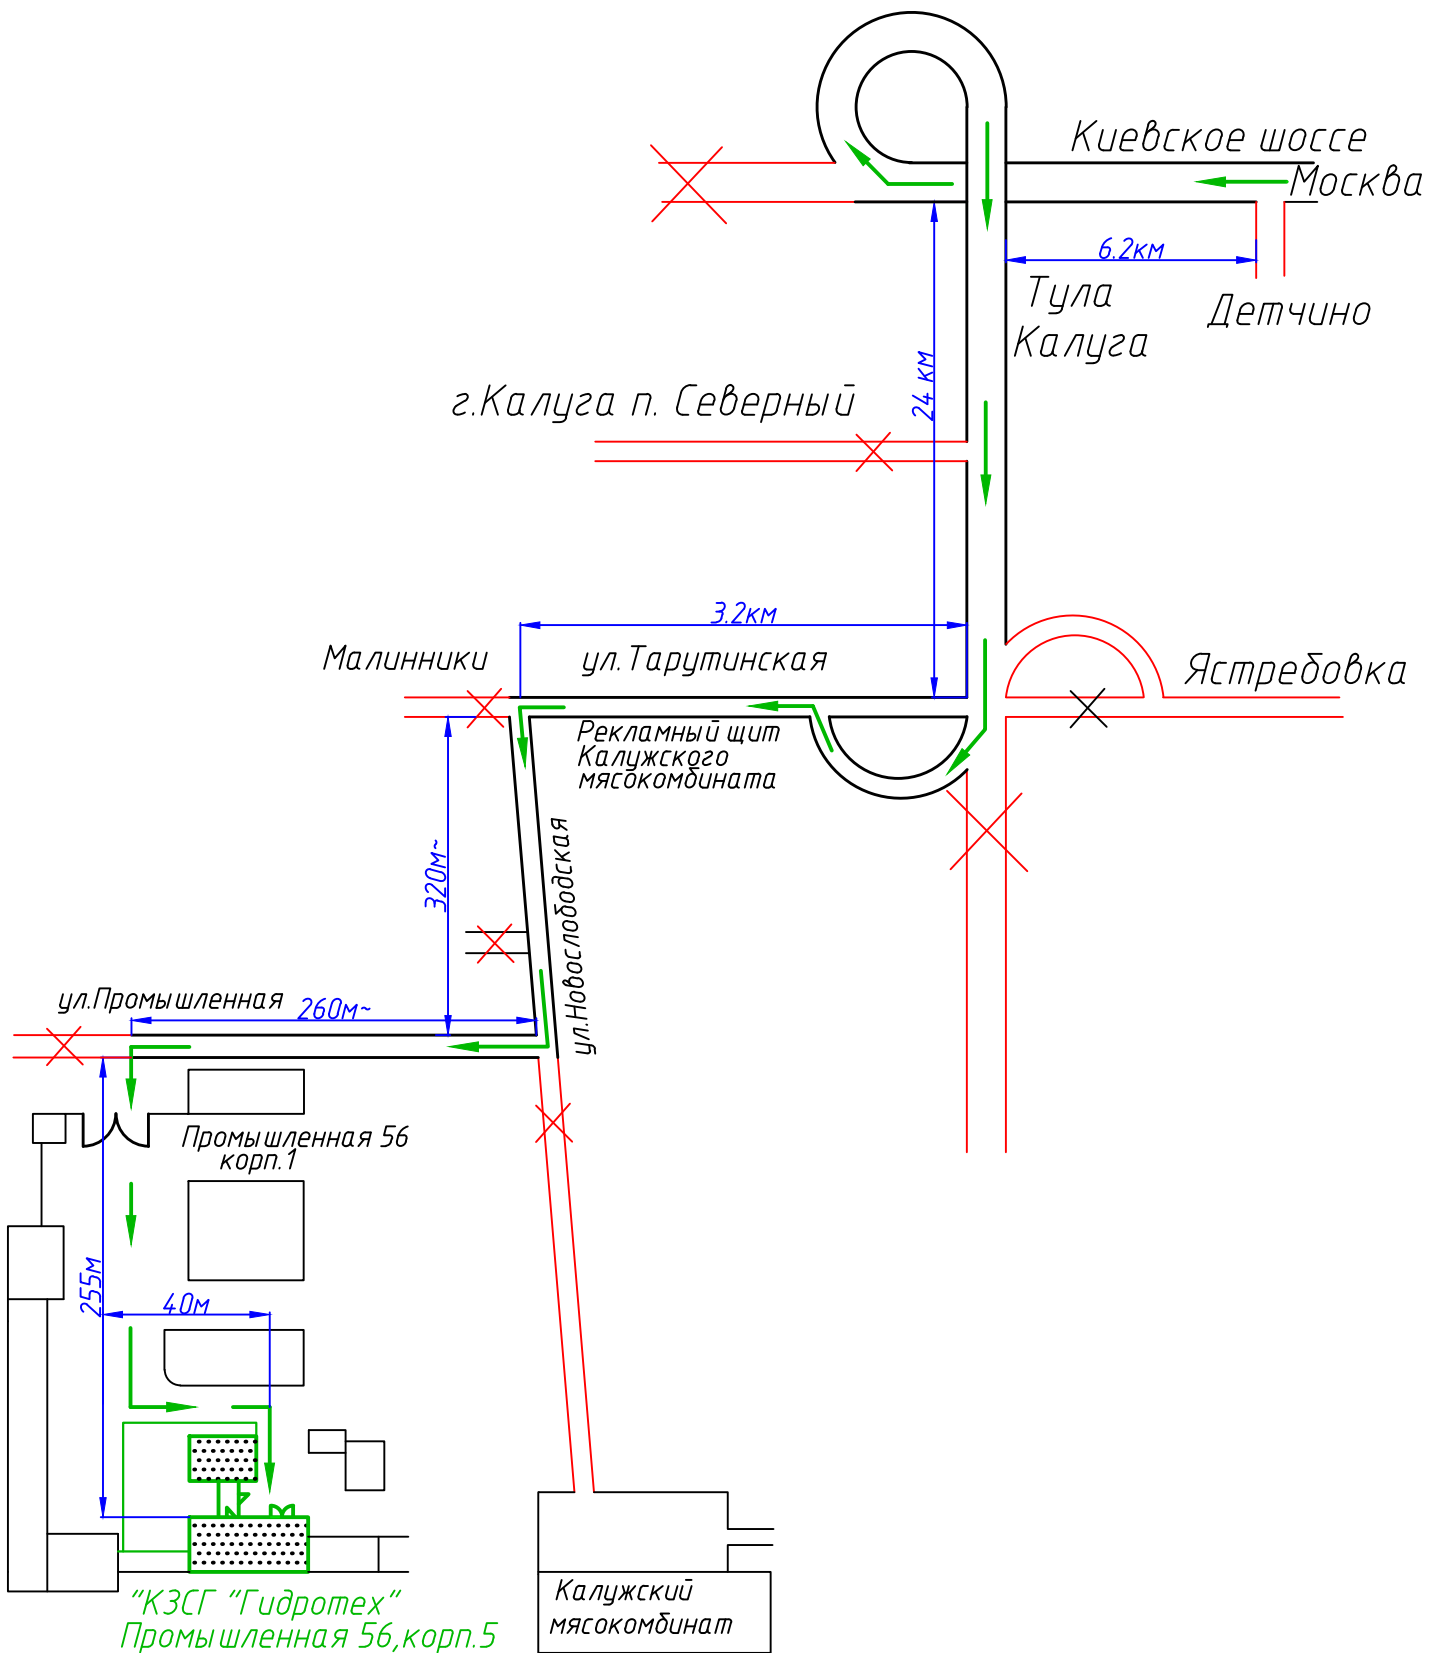 Киевское шоссе
Москва
6.2км
Тула
Калуга
Детчино
24 км
г.Калуга п. Северный
3.2км
Малинники
ул.Тарутинская
Ястребовка
Рекламный щит
Калужского
мясокомбината
320м~
ул.Новослободская
ул.Промышленная
260м~
Промышленная 56
корп.1
255м
40м
"КЗСГ "Гидротех"
Промышленная 56,корп.5
Калужский
мясокомбинат